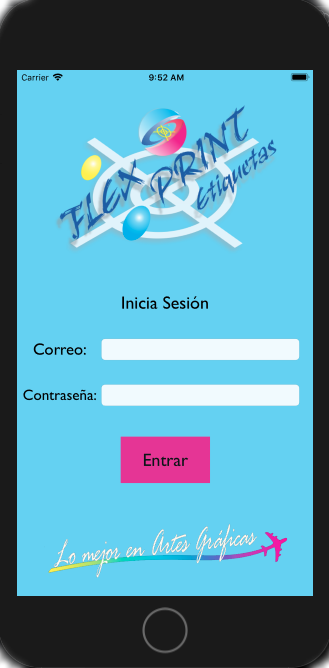 Carrier 9:52 AM
FLEX PRINT
Etiquetas
Inicia Sesión
Correo:
Contraseña:
Entrar
Lo mejor en Artes Gráficas